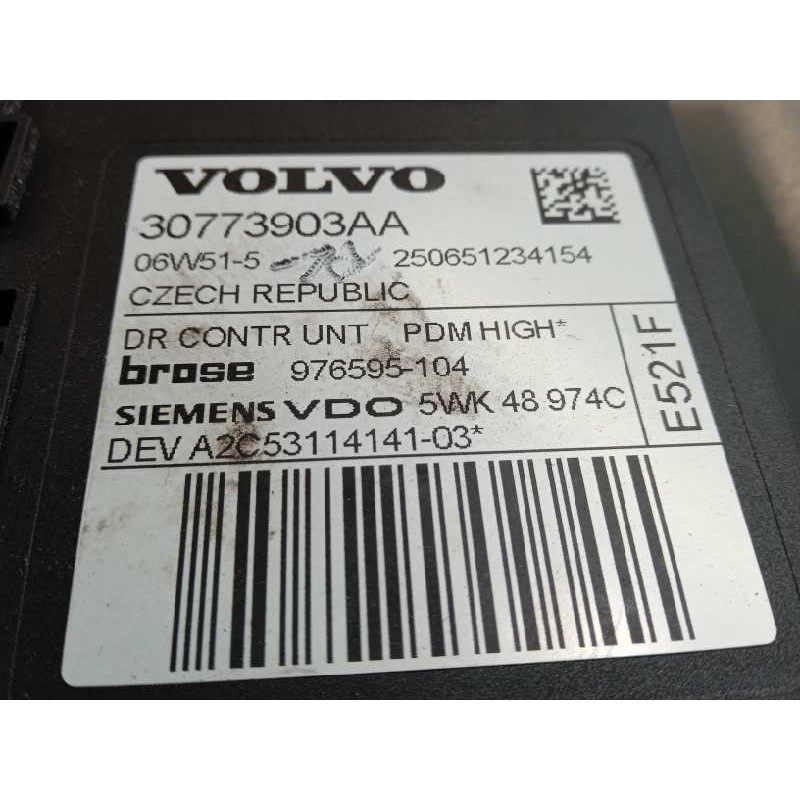 VOLVO
30773903AA
06W51-5 250651234154
CZECH REPUBLIC
DR CONTR UNT PDM HIGH*
brose 976595-104
SIEMENS VDO 5WK 48 974C
DEV A2C53114141-03*
E521F